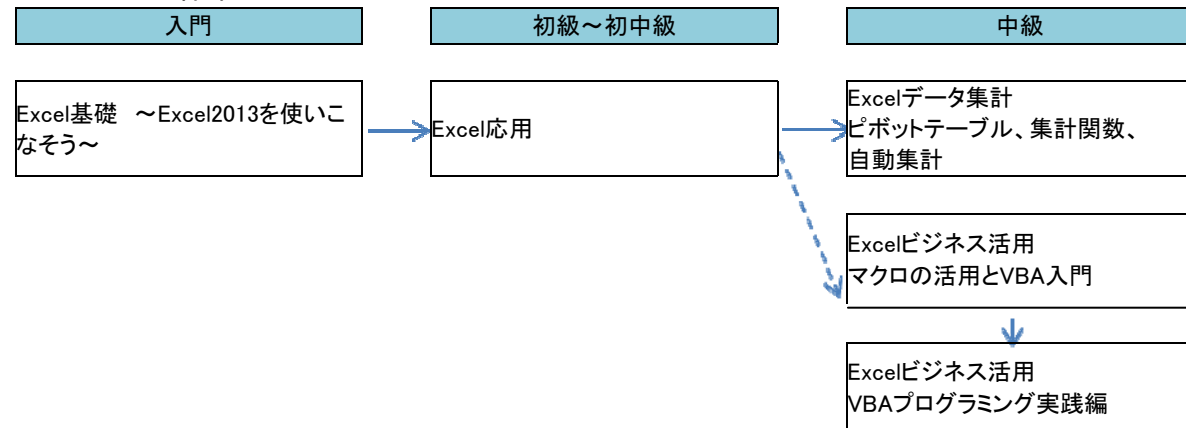 入門
初級～初中級
中級
Excel基礎　～Excel2013を使いこ
なそう～
Excel応用
Excelデータ集計
ピボットテーブル、集計関数、
自動集計
Excelビジネス活用
マクロの活用とVBA入門
Excelビジネス活用
VBAプログラミング実践編